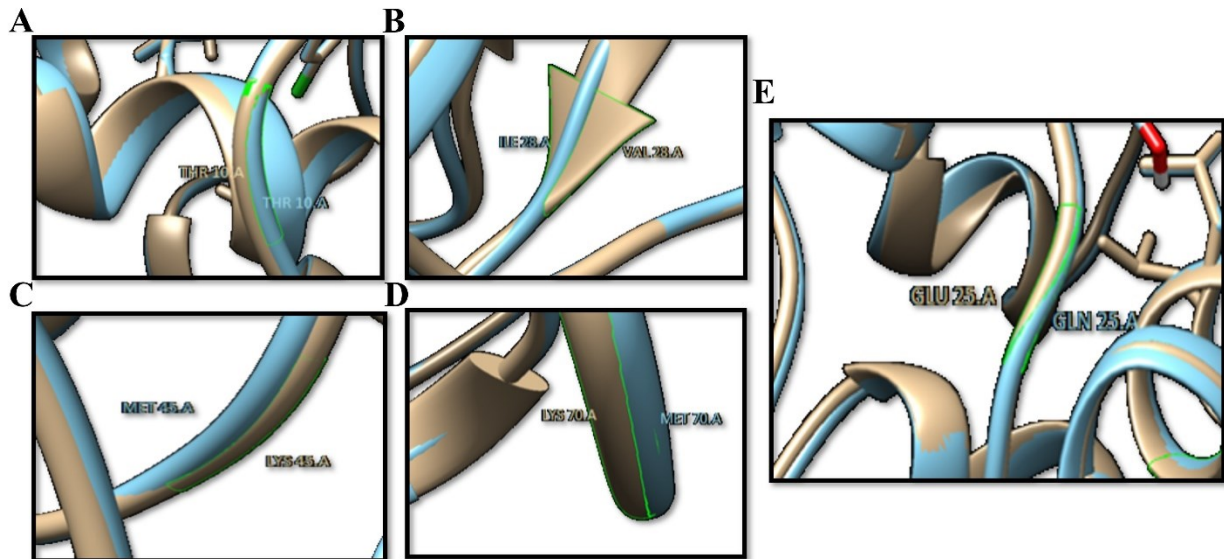 A
THR 10.A
THR 10.A
B
ILE 28.A
VAL 28.A
C
MET 45.A
LYS 45.A
D
LYS 70.A
MET 70.A
E
GLU 25.A
GLN 25.A